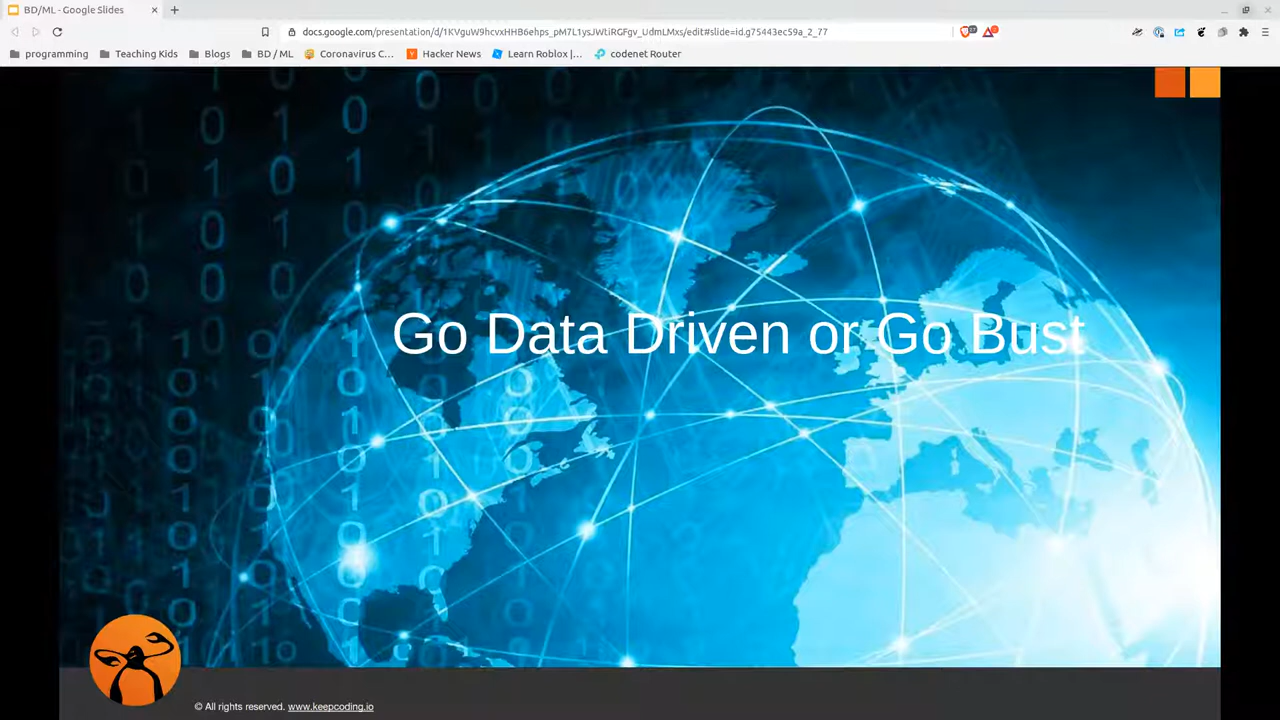 BD/ML - Google Slides
docs.google.com/presentation/d/1KVguW9hcvxHHB6ehps_pM7L1ysJWtiRGFgv_UdmLMxs/edit#slide=id.g75443ec59a_2_77
programming Teaching Kids Blogs BD / ML Coronavirus C... Hacker News Learn Roblox |... codenet Router
Go Data Driven or Go Bust
© All rights reserved. www.keepcoding.io